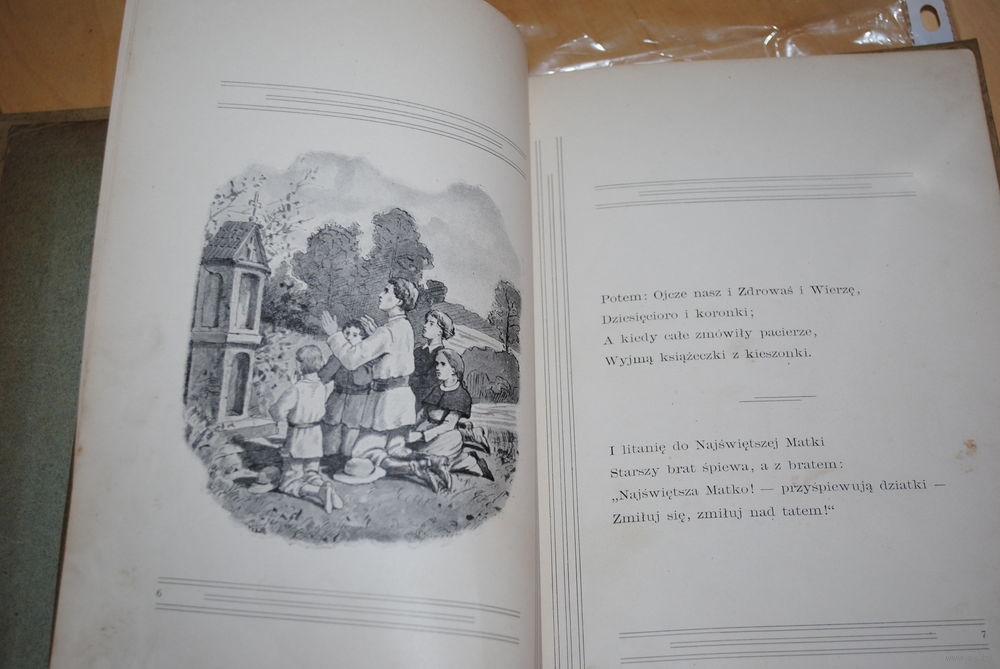 6
Potem: Ojcze nasz i Zdrowaś i Wierzę,
Dziesięcioro i koronki;
A kiedy całe zmówiły pacierze,
Wyjmą książeczki z kieszonki.
I litanię do Najświętszej Matki
Starszy brat śpiewa, a z bratem:
„Najświętsza Matko! — przyśpiewują dziatki —
Zmiłuj się, zmiłuj nad tatem!“
7